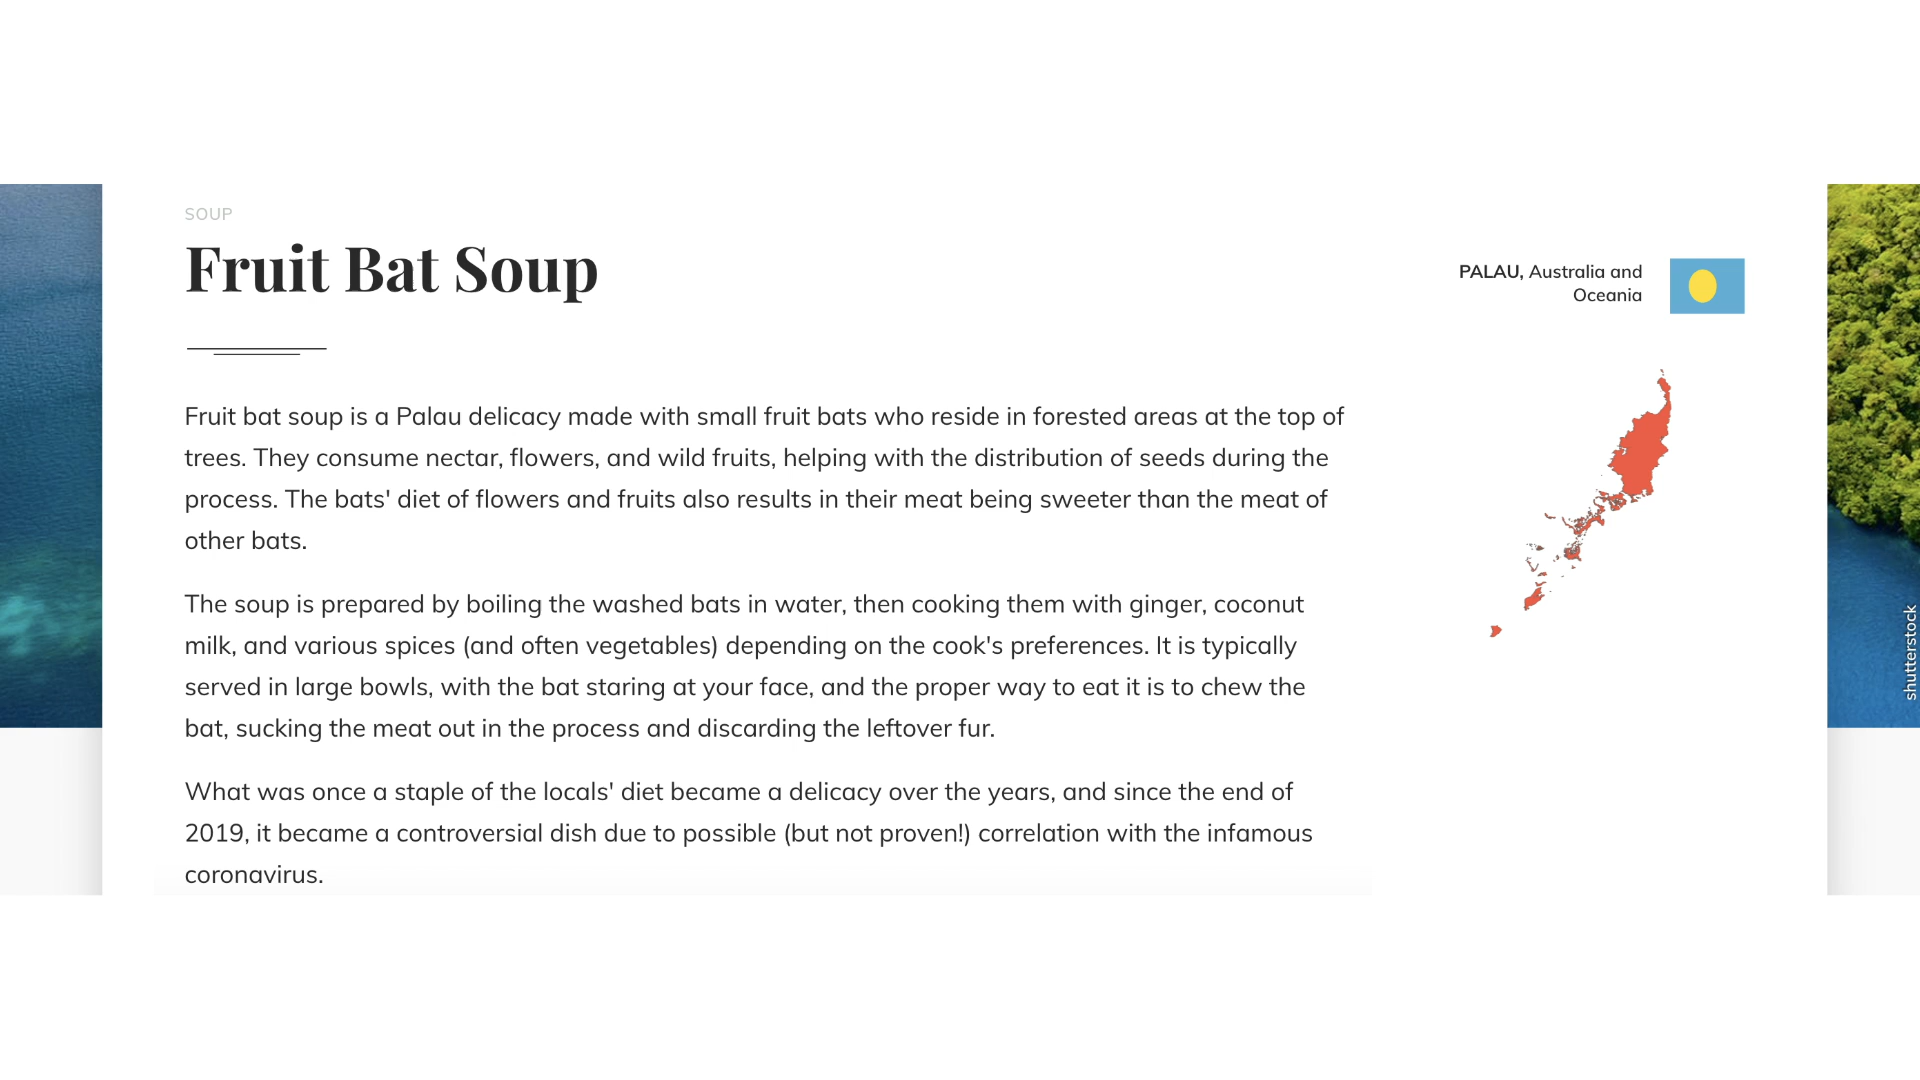 SOUP
Fruit Bat Soup
PALAU, Australia and
Oceania
Fruit bat soup is a Palau delicacy made with small fruit bats who reside in forested areas at the top of
trees. They consume nectar, flowers, and wild fruits, helping with the distribution of seeds during the
process. The bats' diet of flowers and fruits also results in their meat being sweeter than the meat of
other bats.
The soup is prepared by boiling the washed bats in water, then cooking them with ginger, coconut
milk, and various spices (and often vegetables) depending on the cook's preferences. It is typically
served in large bowls, with the bat staring at your face, and the proper way to eat it is to chew the
bat, sucking the meat out in the process and discarding the leftover fur.
What was once a staple of the locals' diet became a delicacy over the years, and since the end of
2019, it became a controversial dish due to possible (but not proven!) correlation with the infamous
coronavirus.
shutterstock